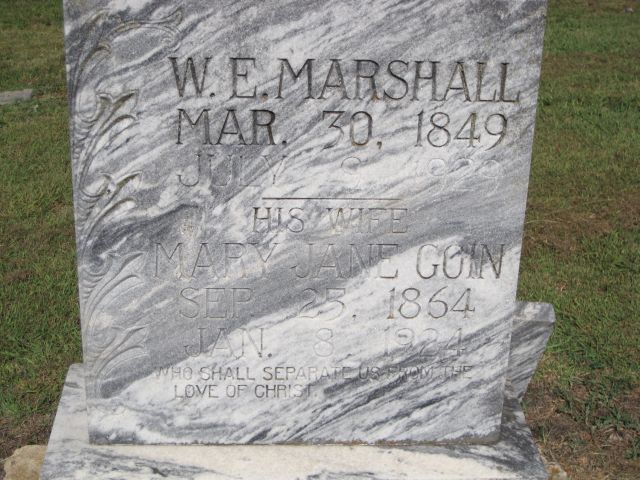 W. E. MARSHALL
MAR. 30, 1849
JULY 8,
HIS WIFE
MARY JANE GOIN
SEP. 25, 1864
JAN. 8, 1924
WHO SHALL SEPARATE US FROM THE
LOVE OF CHRIST